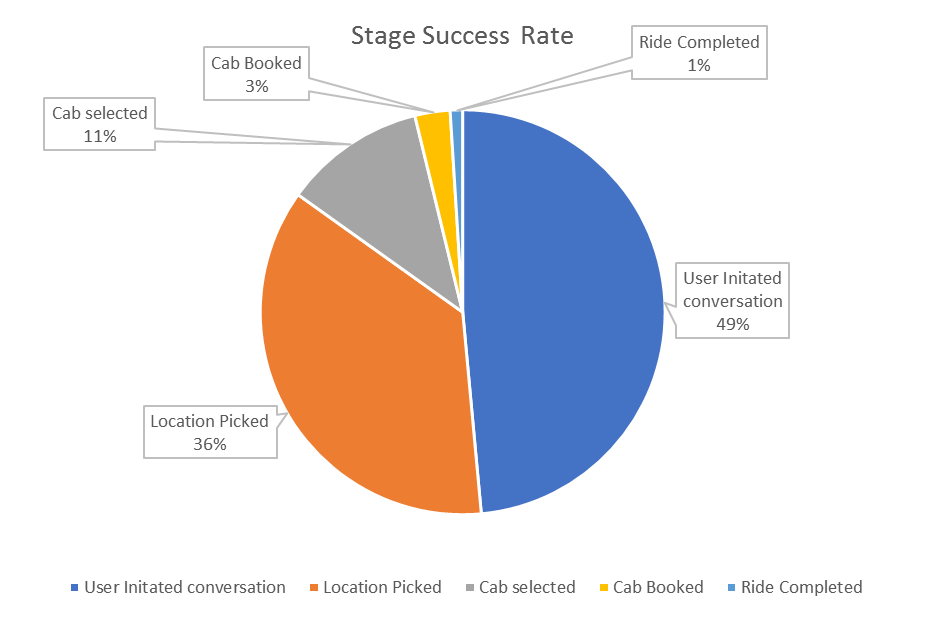 Stage Success Rate
Ride Completed
1%
Cab Booked
3%
Cab selected
11%
User Initated
conversation
49%
Location Picked
36%
User Initated conversation
Location Picked
Cab selected
Cab Booked
Ride Completed